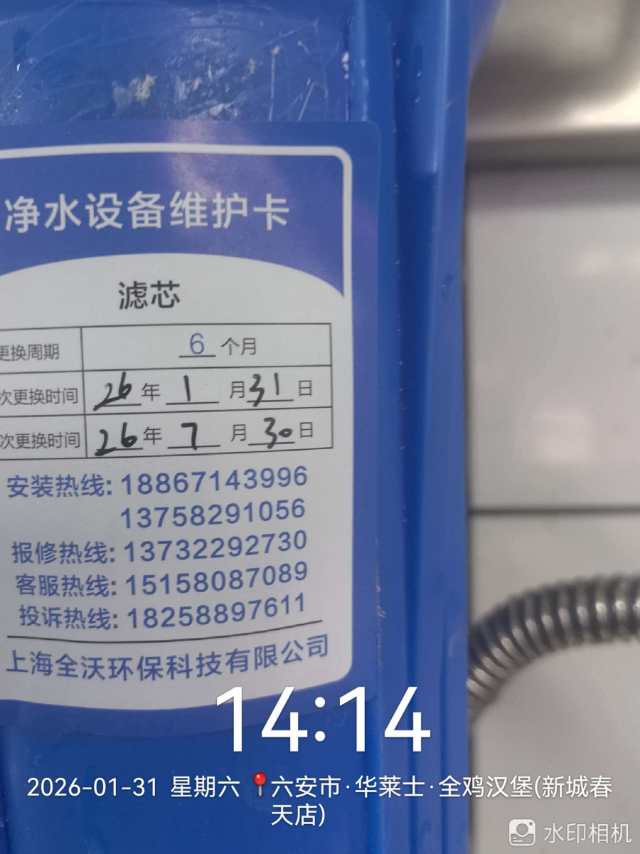 净水设备维护卡
滤芯
更换周期 6 个月
次更换时间 26 年 1 月 31 日
次更换时间 26 年 7 月 30 日
安装热线: 18867143996
13758291056
报修热线: 13732292730
客服热线: 15158087089
投诉热线: 18258897611
上海全沃环保科技有限公司
14:14
2026-01-31 星期六 六安市·华莱士·全鸡汉堡(新城春
天店)
水印相机